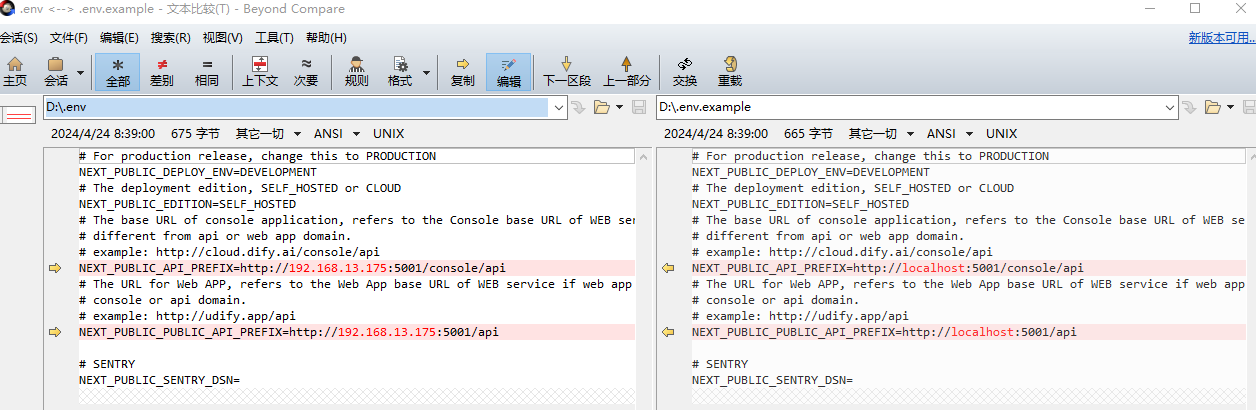 .env <--> .env.example - 文本比较(T) - Beyond Compare
会话(S) 文件(F) 编辑(E) 搜索(R) 视图(V) 工具(T) 帮助(H) 新版本可用...
主页 会话 全部 差别 相同 上下文 次要 规则 格式 复制 编辑 下一区段 上一部分 交换 重载
D:\.env
2024/4/24 8:39:00 675 字节 其它一切 ANSI UNIX
# For production release, change this to PRODUCTION
NEXT_PUBLIC_DEPLOY_ENV=DEVELOPMENT
# The deployment edition, SELF_HOSTED or CLOUD
NEXT_PUBLIC_EDITION=SELF_HOSTED
# The base URL of console application, refers to the Console base URL of WEB ser
# different from api or web app domain.
# example: http://cloud.dify.ai/console/api
NEXT_PUBLIC_API_PREFIX=http://192.168.13.175:5001/console/api
# The URL for Web APP, refers to the Web App base URL of WEB service if web app
# console or api domain.
# example: http://udify.app/api
NEXT_PUBLIC_PUBLIC_API_PREFIX=http://192.168.13.175:5001/api
# SENTRY
NEXT_PUBLIC_SENTRY_DSN=
D:\.env.example
2024/4/24 8:39:00 665 字节 其它一切 ANSI UNIX
# For production release, change this to PRODUCTION
NEXT_PUBLIC_DEPLOY_ENV=DEVELOPMENT
# The deployment edition, SELF_HOSTED or CLOUD
NEXT_PUBLIC_EDITION=SELF_HOSTED
# The base URL of console application, refers to the Console base URL of WEB se
# different from api or web app domain.
# example: http://cloud.dify.ai/console/api
NEXT_PUBLIC_API_PREFIX=http://localhost:5001/console/api
# The URL for Web APP, refers to the Web App base URL of WEB service if web app
# console or api domain.
# example: http://udify.app/api
NEXT_PUBLIC_PUBLIC_API_PREFIX=http://localhost:5001/api
# SENTRY
NEXT_PUBLIC_SENTRY_DSN=